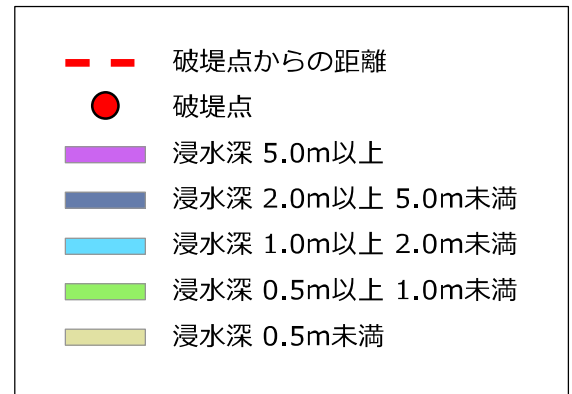 破堤点からの距離
破堤点
浸水深 5.0m以上
浸水深 2.0m以上 5.0m未満
浸水深 1.0m以上 2.0m未満
浸水深 0.5m以上 1.0m未満
浸水深 0.5m未満